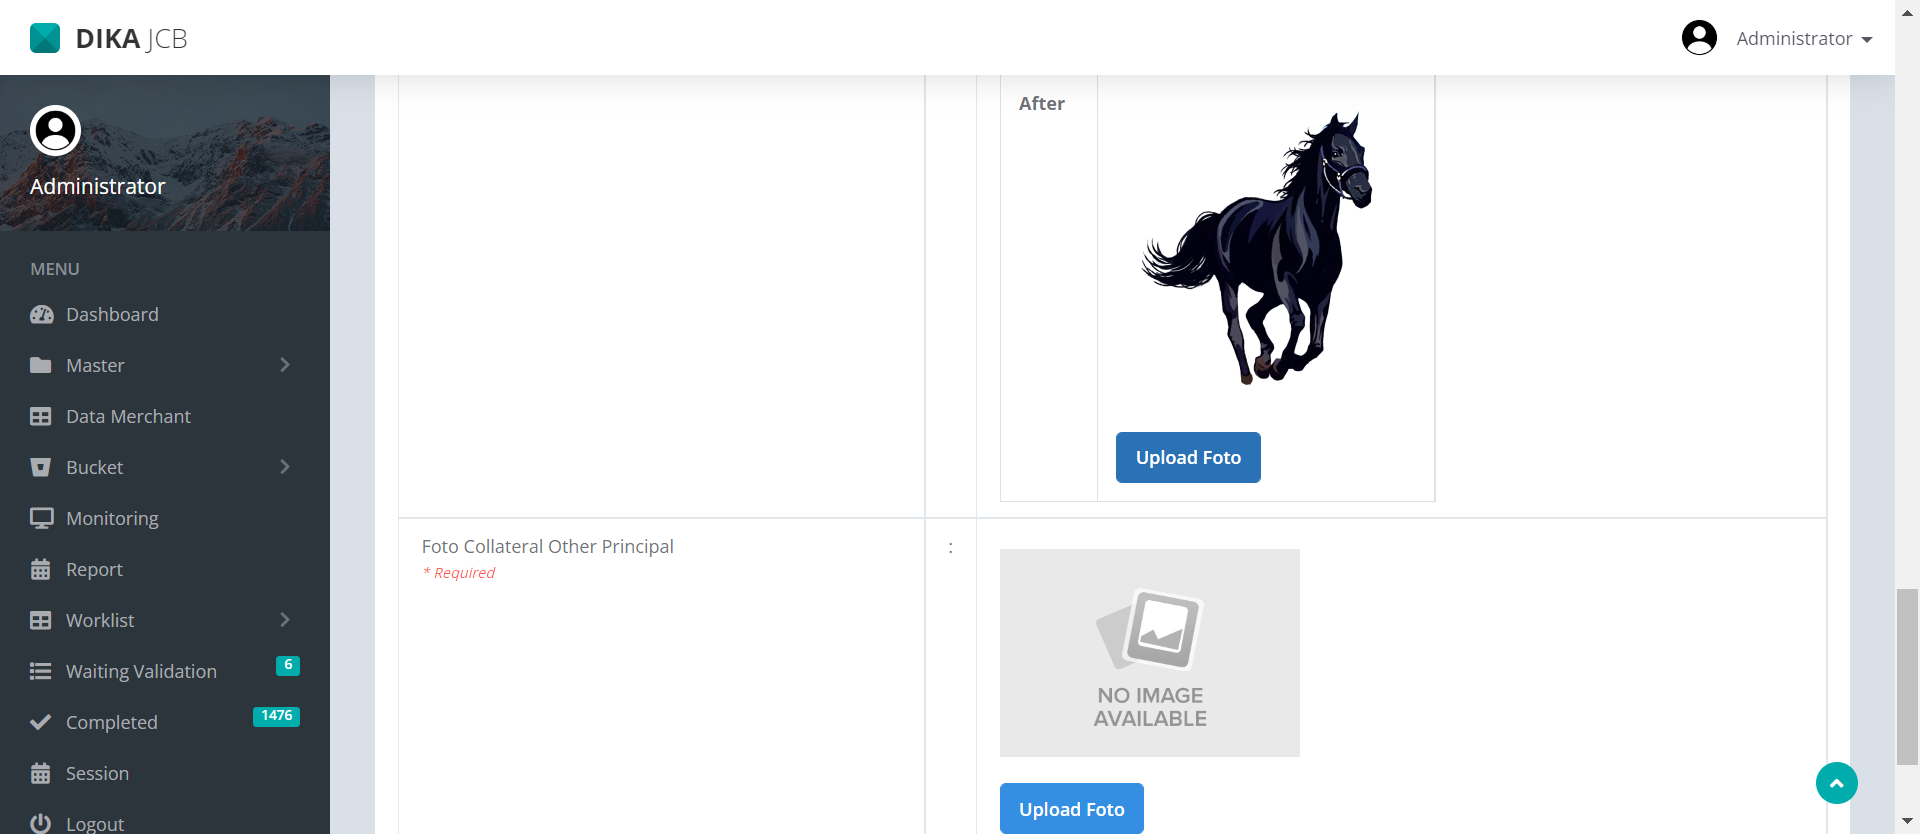 DIKA JCB
Administrator
Administrator
MENU
Dashboard
Master
Data Merchant
Bucket
Monitoring
Report
Worklist
Waiting Validation 6
Completed 1476
Session
Logout
After
Upload Foto
Foto Collateral Other Principal :
* Required
NO IMAGE
AVAILABLE
Upload Foto